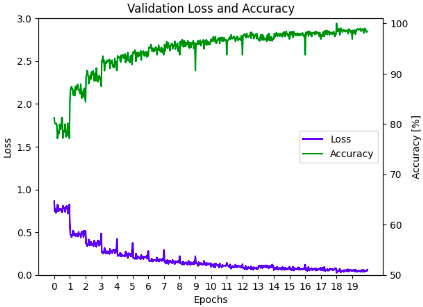 Validation Loss and Accuracy
3.0
2.5
2.0
1.5
1.0
0.5
0.0
Loss
100
90
80
70
60
50
Accuracy [%]
Loss
Accuracy
0 1 2 3 4 5 6 7 8 9 10 11 12 13 14 15 16 17 18 19
Epochs